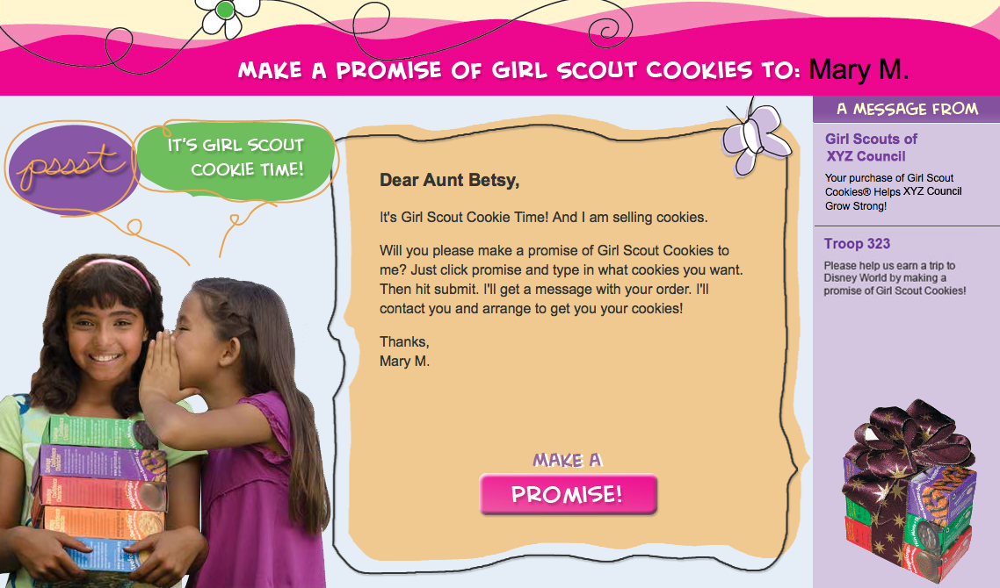 MAKE A PROMISE OF GIRL SCOUT COOKIES TO: Mary M.
pssst
IT'S GIRL SCOUT
COOKIE TIME!
Dear Aunt Betsy,
It's Girl Scout Cookie Time! And I am selling cookies.
Will you please make a promise of Girl Scout Cookies to
me? Just click promise and type in what cookies you want.
Then hit submit. I'll get a message with your order. I'll
contact you and arrange to get you your cookies!
Thanks,
Mary M.
MAKE A
PROMISE!
A MESSAGE FROM
Girl Scouts of
XYZ Council
Your purchase of Girl Scout
Cookies® Helps XYZ Council
Grow Strong!
Troop 323
Please help us earn a trip to
Disney World by making a
promise of Girl Scout Cookies!